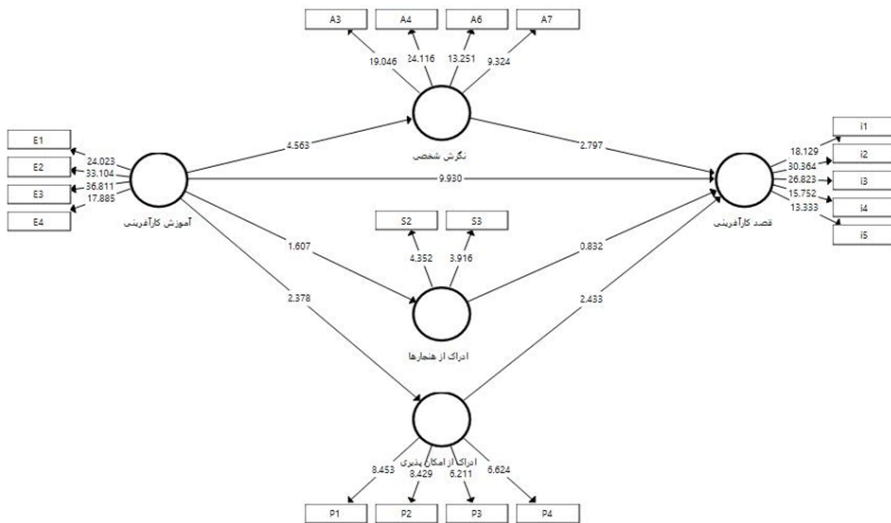 A3
A4
A6
A7
19.046
24.116
13.251
9.324
نگرش شخصی
E1
E2
E3
E4
24.023
33.104
36.811
17.885
آموزش کارآفرینی
4.563
9.930
1.607
2.378
2.797
0.832
2.433
S2
S3
4.352
3.916
ادراک از هنجارها
i1
i2
i3
i4
i5
18.129
30.364
26.823
15.752
13.333
قصد کارآفرینی
ادراک از امکان پذیری
8.453
8.429
6.211
6.624
P1
P2
P3
P4